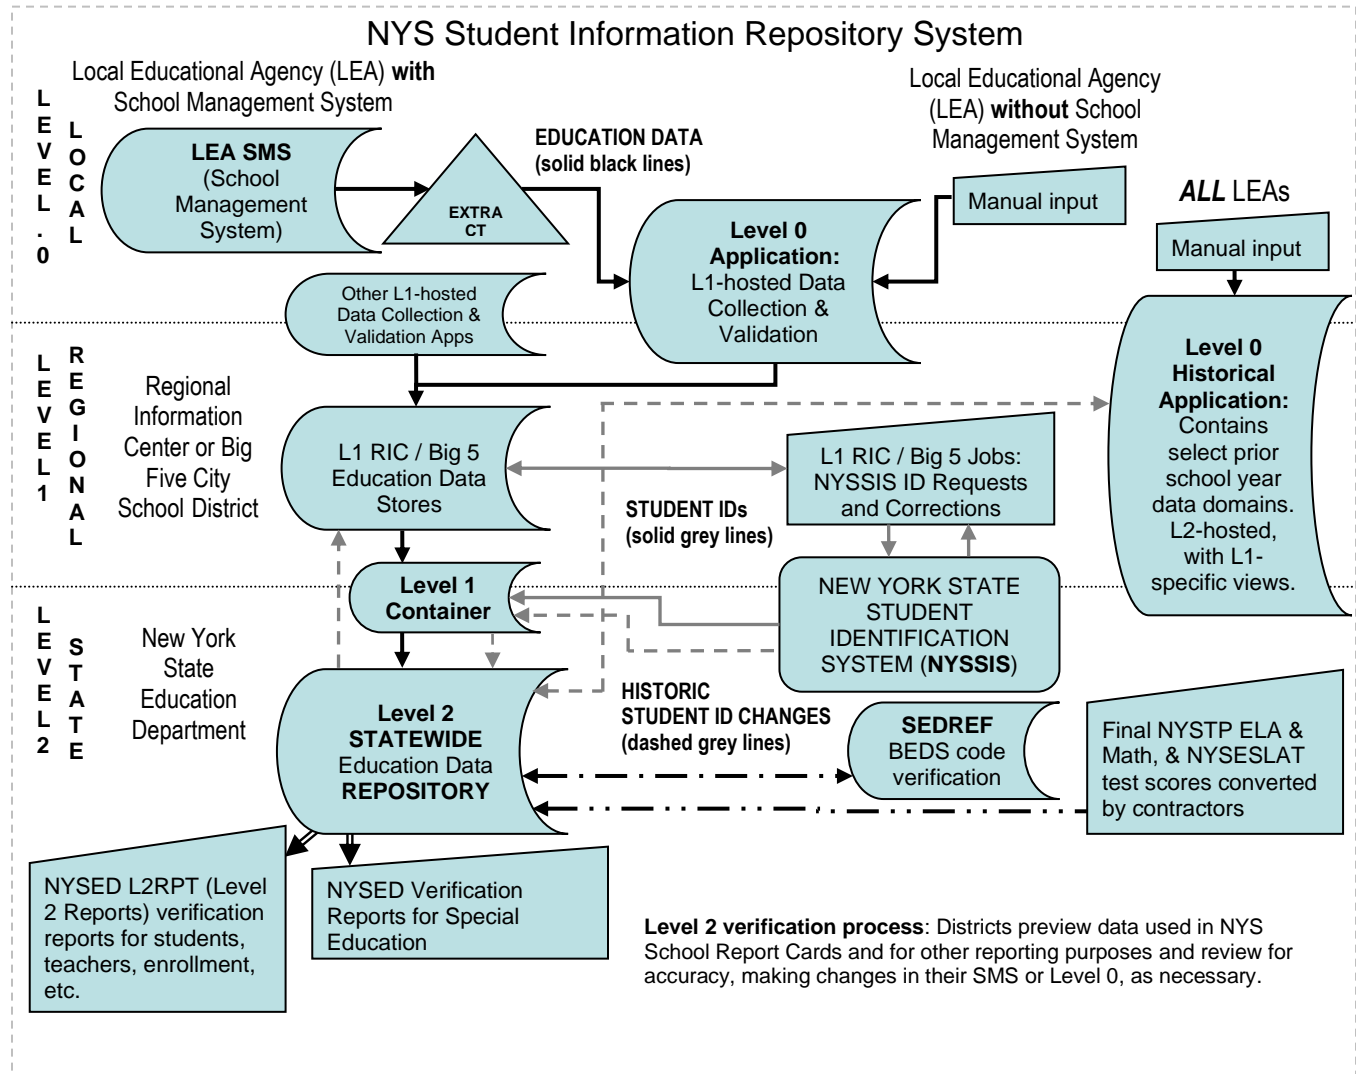 NYS Student Information Repository System
Local Educational Agency (LEA) with
School Management System
Local Educational Agency
(LEA) without School
Management System
LEVEL.0
LOCAL
LEA SMS
(School
Management
System)
EXTRA
CT
EDUCATION DATA
(solid black lines)
Manual input
ALL LEAs
Manual input
Level 0
Application:
L1-hosted Data
Collection &
Validation
Other L1-hosted
Data Collection &
Validation Apps
LEVEL1
REGIONAL
Regional
Information
Center or Big
Five City
School District
L1 RIC / Big 5
Education Data
Stores
L1 RIC / Big 5 Jobs:
NYSSIS ID Requests
and Corrections
STUDENT IDs
(solid grey lines)
Level 0
Historical
Application:
Contains
select prior
school year
data domains.
L2-hosted,
with L1-
specific views.
Level 1
Container
NEW YORK STATE
STUDENT
IDENTIFICATION
SYSTEM (NYSSIS)
LEVEL2
STATE
New York
State
Education
Department
Level 2
STATEWIDE
Education Data
REPOSITORY
HISTORIC
STUDENT ID CHANGES
(dashed grey lines)
SEDREF
BEDS code
verification
Final NYSTP ELA &
Math, & NYSESLAT
test scores converted
by contractors
NYSED L2RPT (Level
2 Reports) verification
reports for students,
teachers, enrollment,
etc.
NYSED Verification
Reports for Special
Education
Level 2 verification process: Districts preview data used in NYS
School Report Cards and for other reporting purposes and review for
accuracy, making changes in their SMS or Level 0, as necessary.